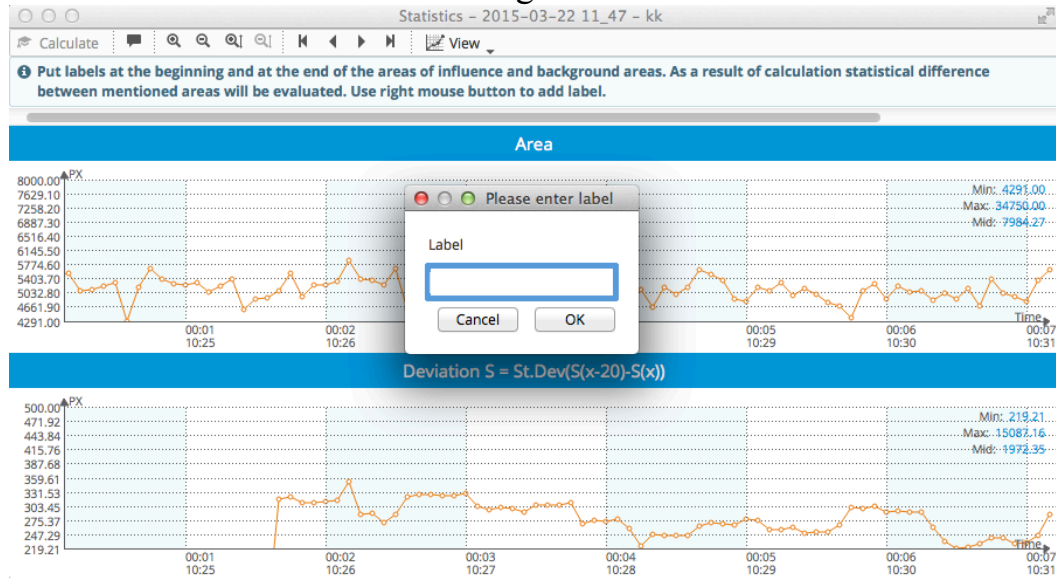 Statistics – 2015-03-22 11_47 – kk
Calculate View
Put labels at the beginning and at the end of the areas of influence and background areas. As a result of calculation statistical difference
between mentioned areas will be evaluated. Use right mouse button to add label.
Area
PX
8000.00
7629.10
7258.20
6887.30
6516.40
6145.50
5774.60
5403.70
5032.80
4661.90
4291.00
Min: 4291.00
Max: 34750.00
Mid: 7984.27
Please enter label
Label
Cancel OK
Time
00:01 00:02 00:05 00:06 00:07
10:25 10:26 10:29 10:30 10:31
Deviation S = St.Dev(S(x-20)-S(x))
PX
500.00
471.92
443.84
415.76
387.68
359.61
331.53
303.45
275.37
247.29
219.21
Min: 219.21
Max: 15087.16
Mid: 1972.35
Time
00:01 00:02 00:03 00:04 00:05 00:06 00:07
10:25 10:26 10:27 10:28 10:29 10:30 10:31